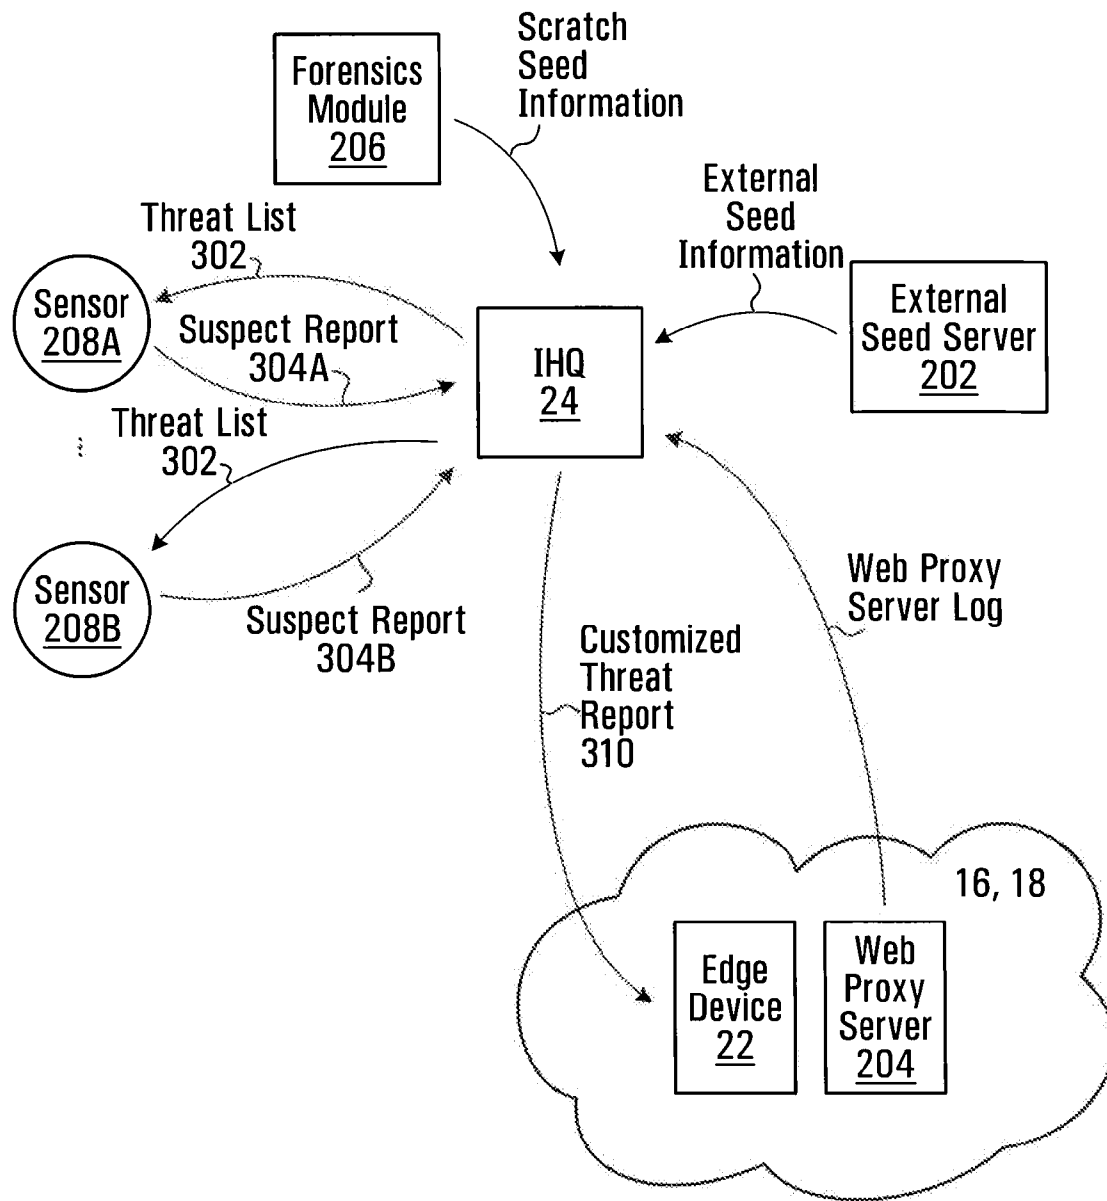 Scratch
Seed
Information
Forensics
Module
206
External
Seed
Information
Threat List
302
Sensor
208A
Suspect Report
304A
IHQ
24
External
Seed Server
202
Threat List
302
Sensor
208B
Suspect Report
304B
Web Proxy
Server Log
Customized
Threat
Report
310
16, 18
Edge
Device
22
Web
Proxy
Server
204